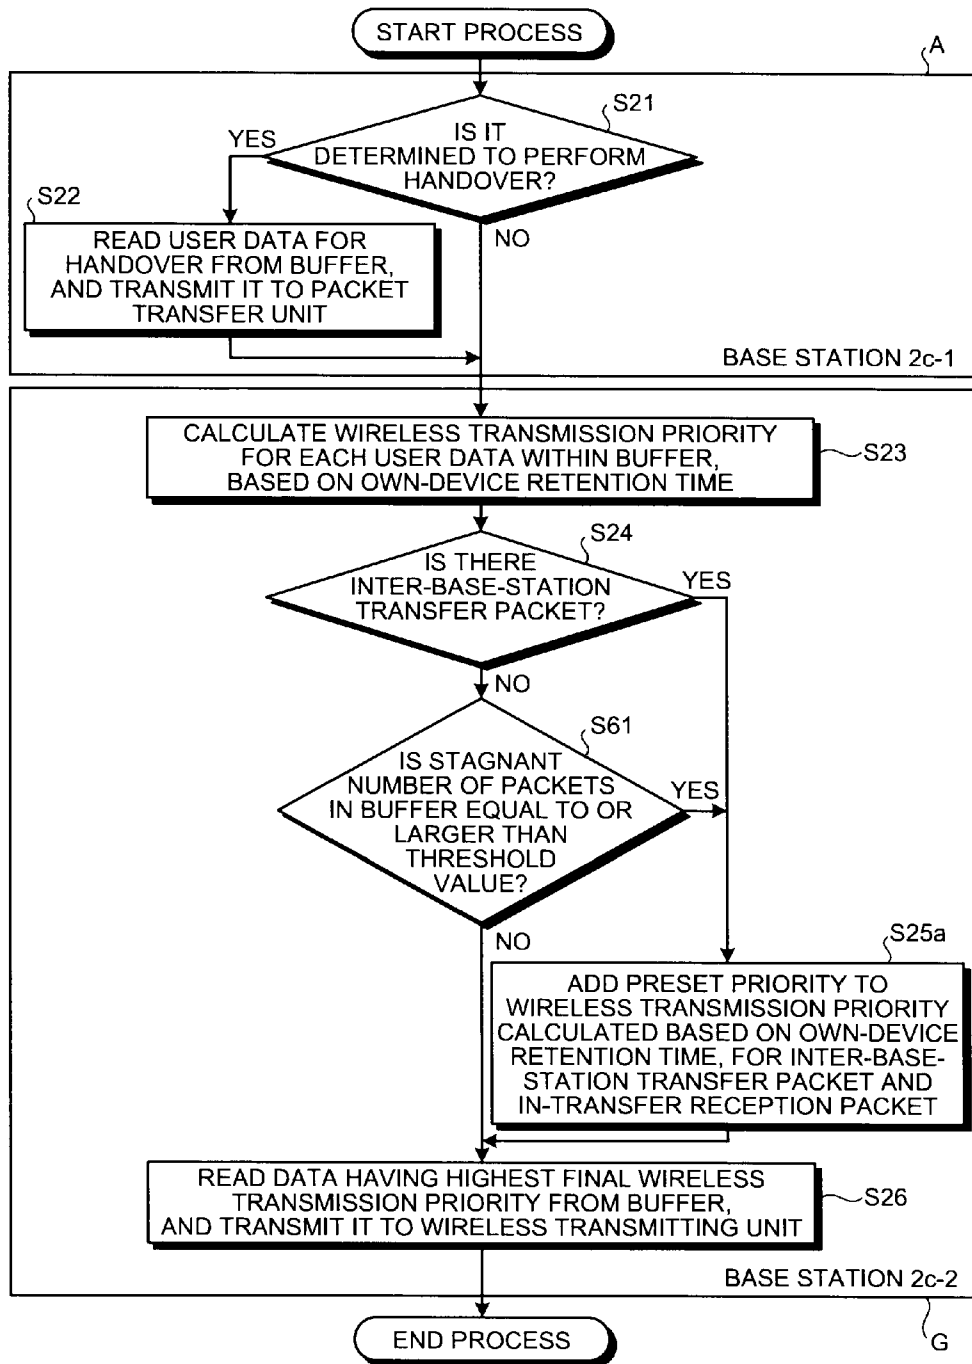 START PROCESS
A
S21
YES
IS IT
DETERMINED TO PERFORM
HANDOVER?
S22
NO
READ USER DATA FOR
HANDOVER FROM BUFFER,
AND TRANSMIT IT TO PACKET
TRANSFER UNIT
BASE STATION 2c-1
CALCULATE WIRELESS TRANSMISSION PRIORITY
FOR EACH USER DATA WITHIN BUFFER,
BASED ON OWN-DEVICE RETENTION TIME
S23
S24
IS THERE
INTER-BASE-STATION
TRANSFER PACKET?
YES
NO
S61
IS STAGNANT
NUMBER OF PACKETS
IN BUFFER EQUAL TO OR
LARGER THAN
THRESHOLD
VALUE?
YES
NO
S25a
ADD PRESET PRIORITY TO
WIRELESS TRANSMISSION PRIORITY
CALCULATED BASED ON OWN-DEVICE
RETENTION TIME, FOR INTER-BASE-
STATION TRANSFER PACKET AND
IN-TRANSFER RECEPTION PACKET
READ DATA HAVING HIGHEST FINAL WIRELESS
TRANSMISSION PRIORITY FROM BUFFER,
AND TRANSMIT IT TO WIRELESS TRANSMITTING UNIT
S26
BASE STATION 2c-2
END PROCESS
G